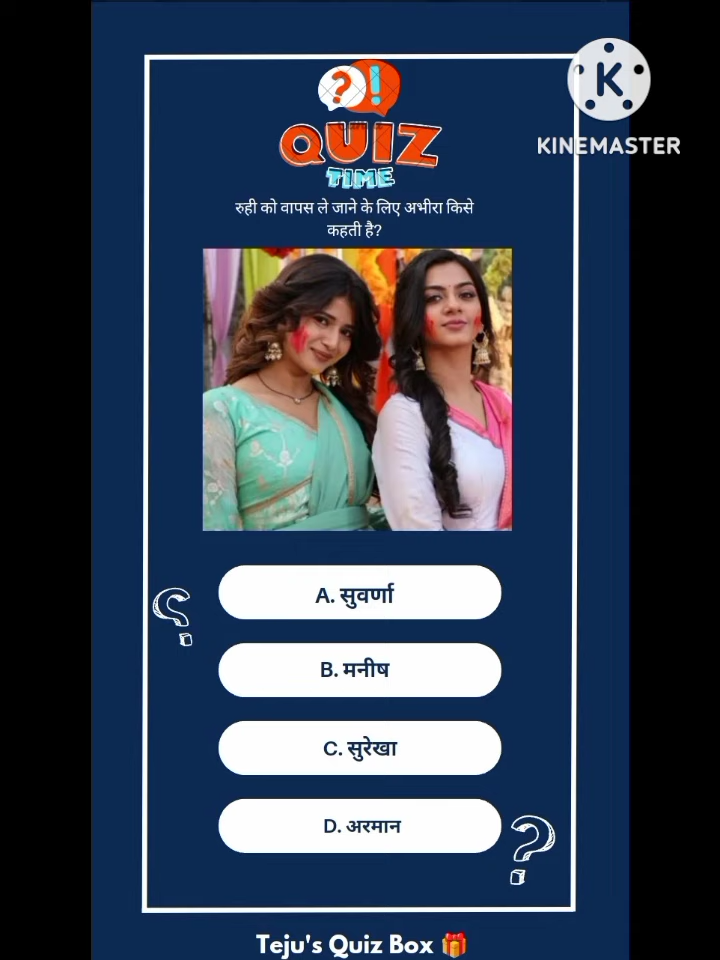 ?!
QUIZ
TIME
K
KINEMASTER
रुही को वापस ले जाने के लिए अभीरा किसे
कहती है?
A. सुवर्णा
?
B. मनीष
C. सुरेखा
D. अरमान
?
Teju's Quiz Box 🎁